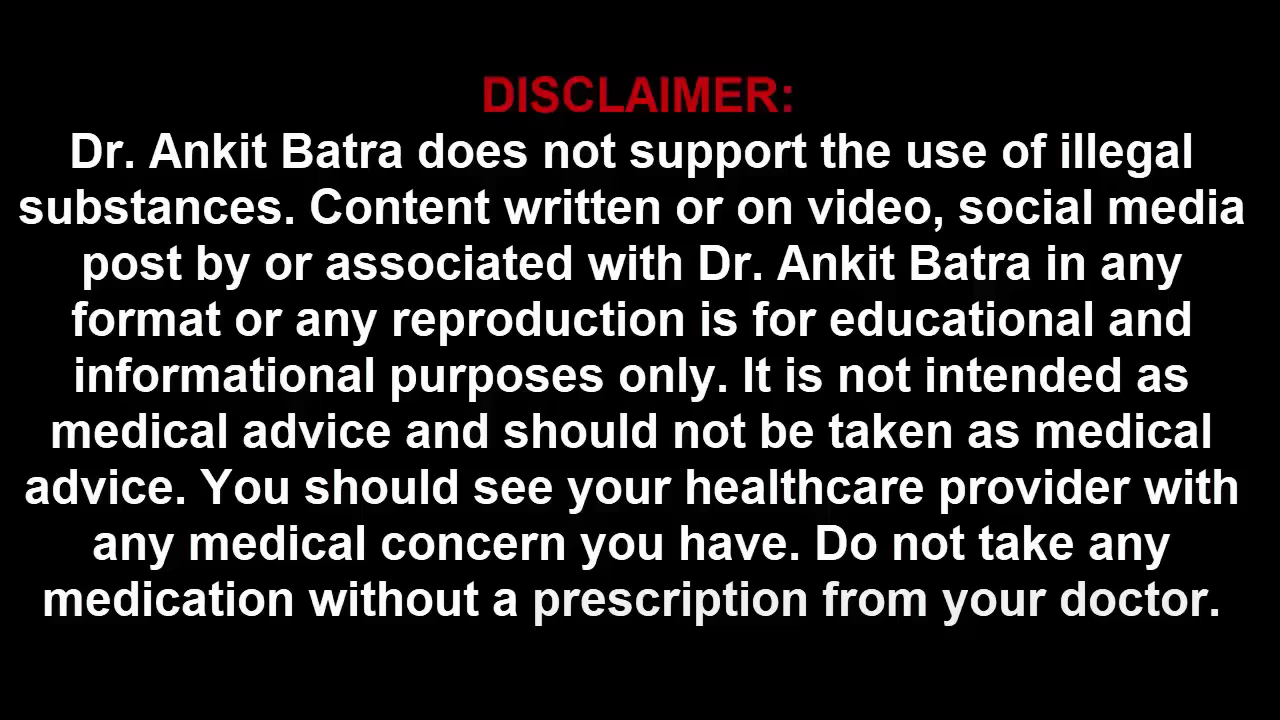 DISCLAIMER:
Dr. Ankit Batra does not support the use of illegal
substances. Content written or on video, social media
post by or associated with Dr. Ankit Batra in any
format or any reproduction is for educational and
informational purposes only. It is not intended as
medical advice and should not be taken as medical
advice. You should see your healthcare provider with
any medical concern you have. Do not take any
medication without a prescription from your doctor.